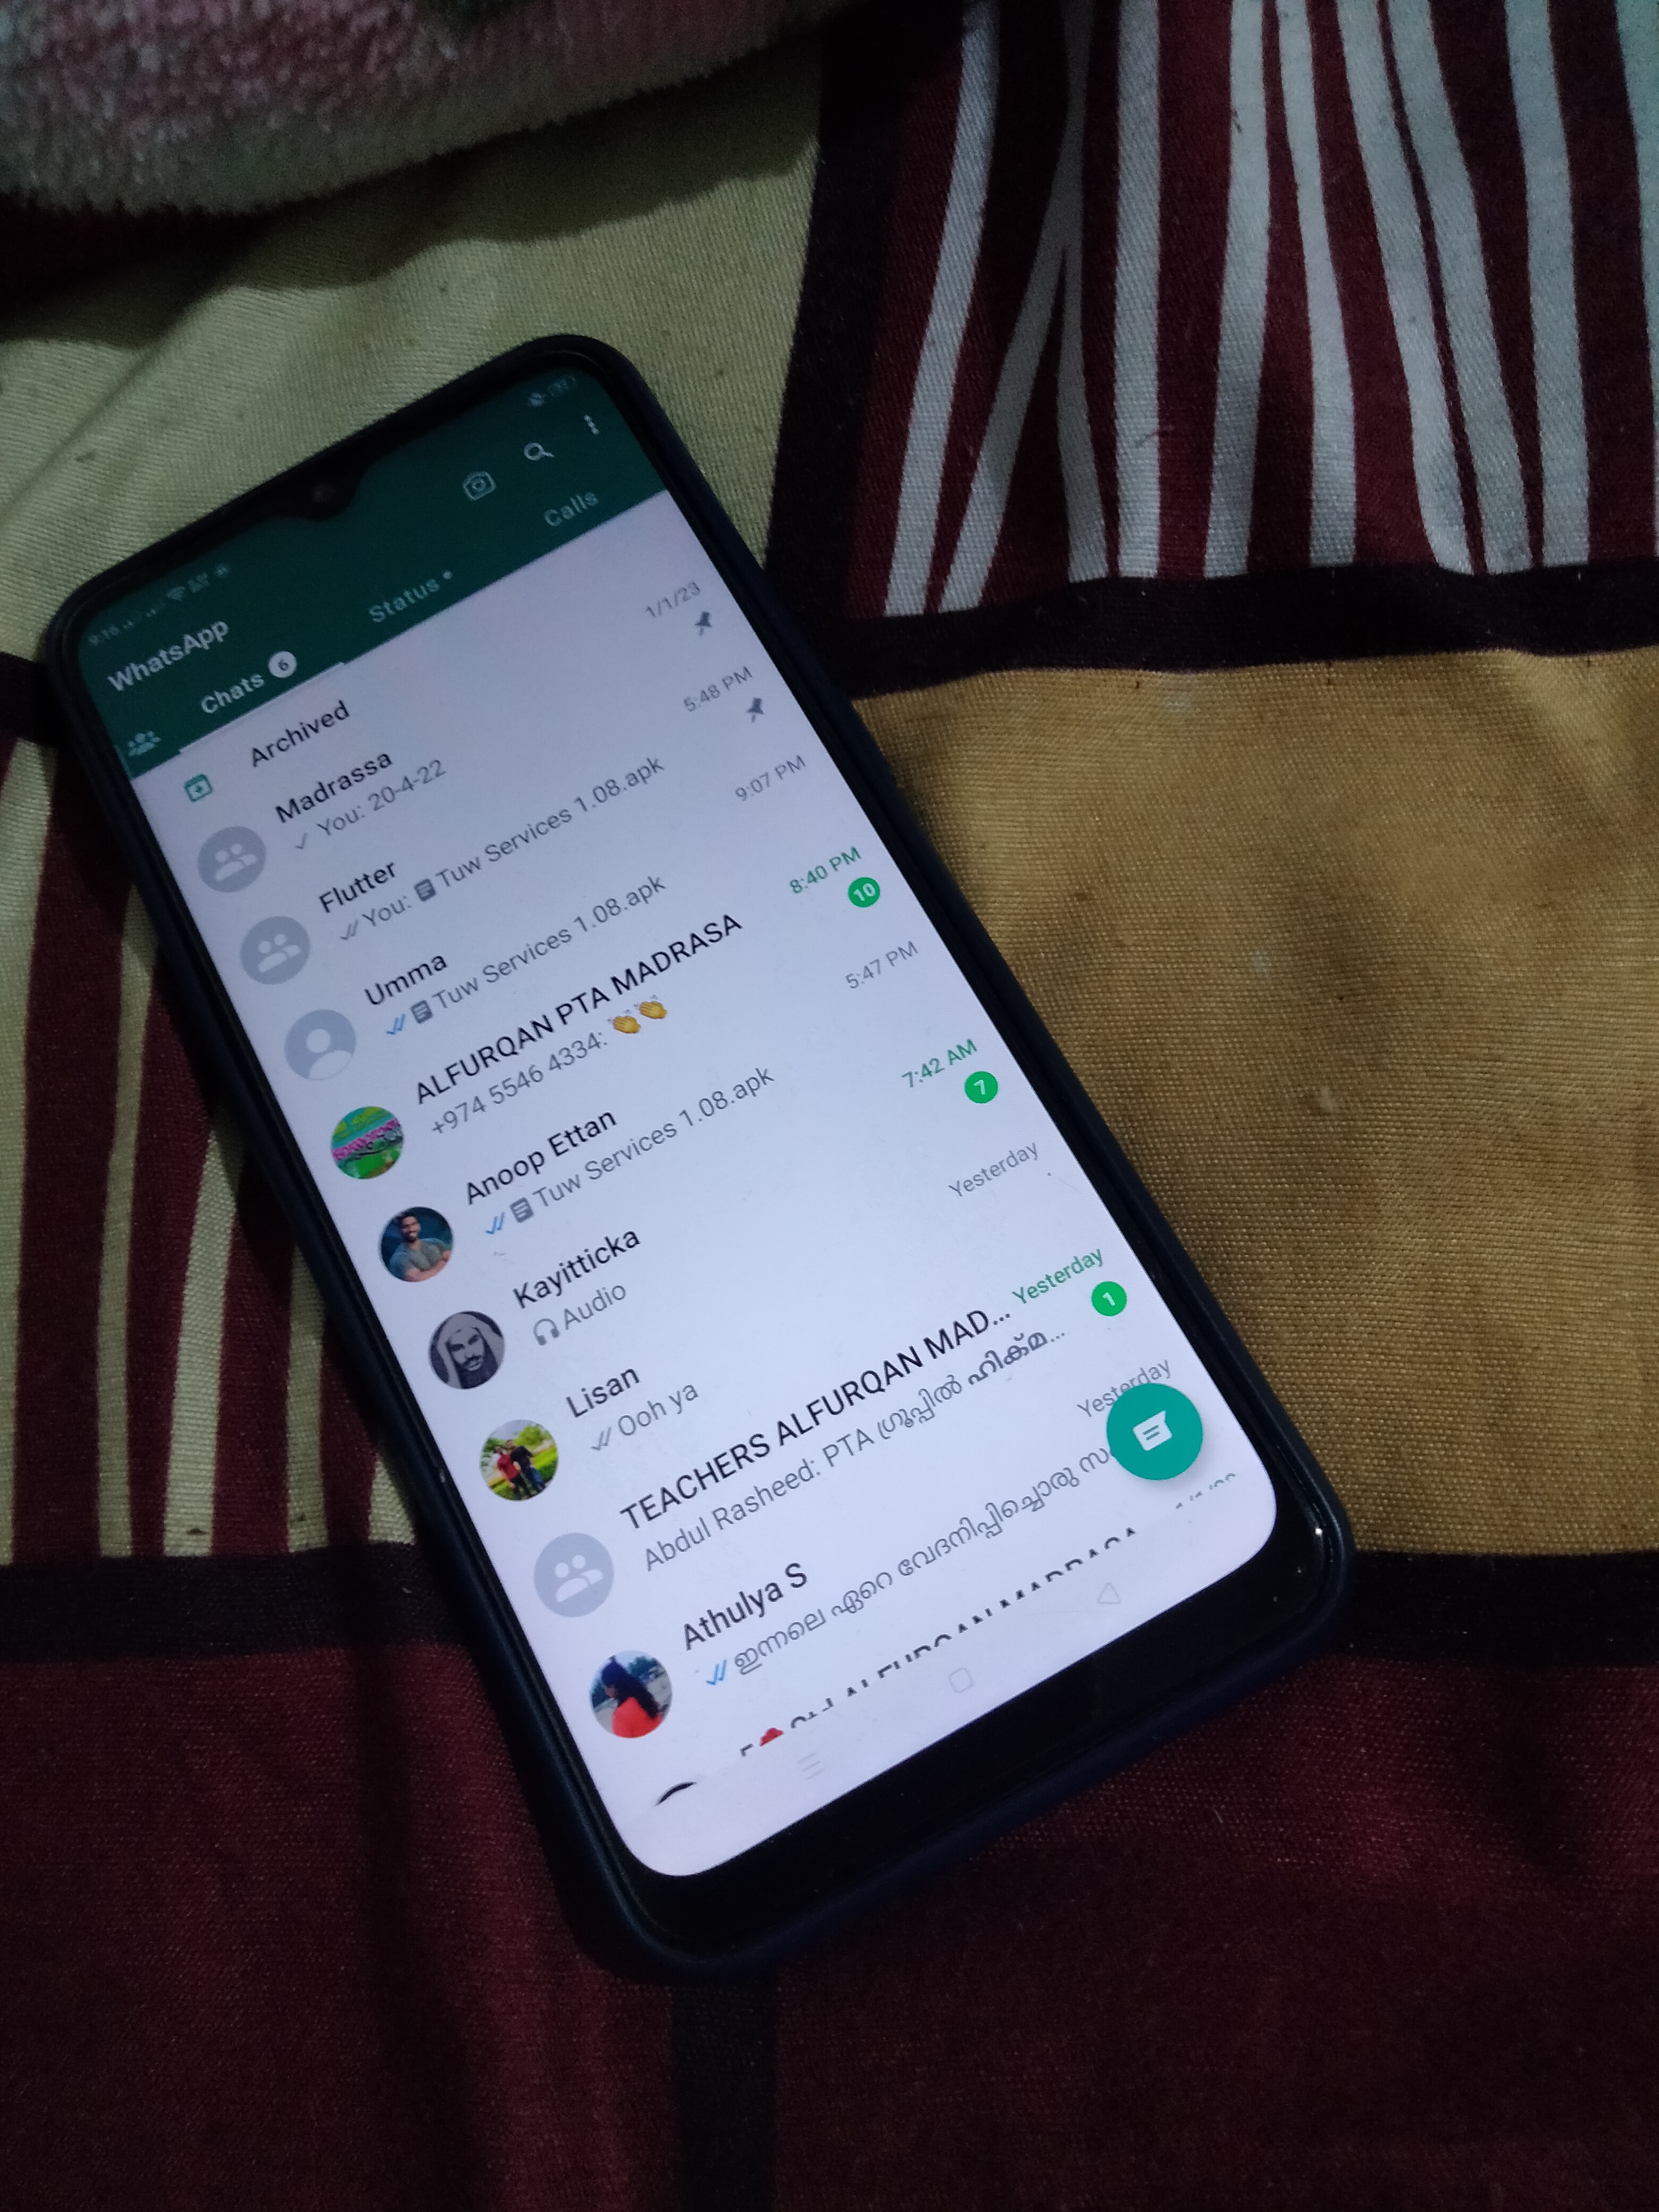 9:16
WhatsApp
Chats 6
Status
Calls
Archived
Madrassa 1/1/23
You: 20-4-22
Flutter 5:48 PM
You: Tuw Services 1.08.apk
Umma 9:07 PM
Tuw Services 1.08.apk
ALFURQAN PTA MADRASA 8:40 PM
+974 5546 4334: 👏👏 10
Anoop Ettan 5:47 PM
Tuw Services 1.08.apk
Kayitticka 7:42 AM
Audio 7
Lisan Yesterday
Ooh ya
TEACHERS ALFURQAN MAD... Yesterday
Abdul Rasheed: PTA ഗ്രൂപ്പിൽ ഹിക്മ... 1
Athulya S Yesterday
ഇന്നലെ ഏറെ വേദനിപ്പിച്ചൊരു
ALFURQAN MADRASA